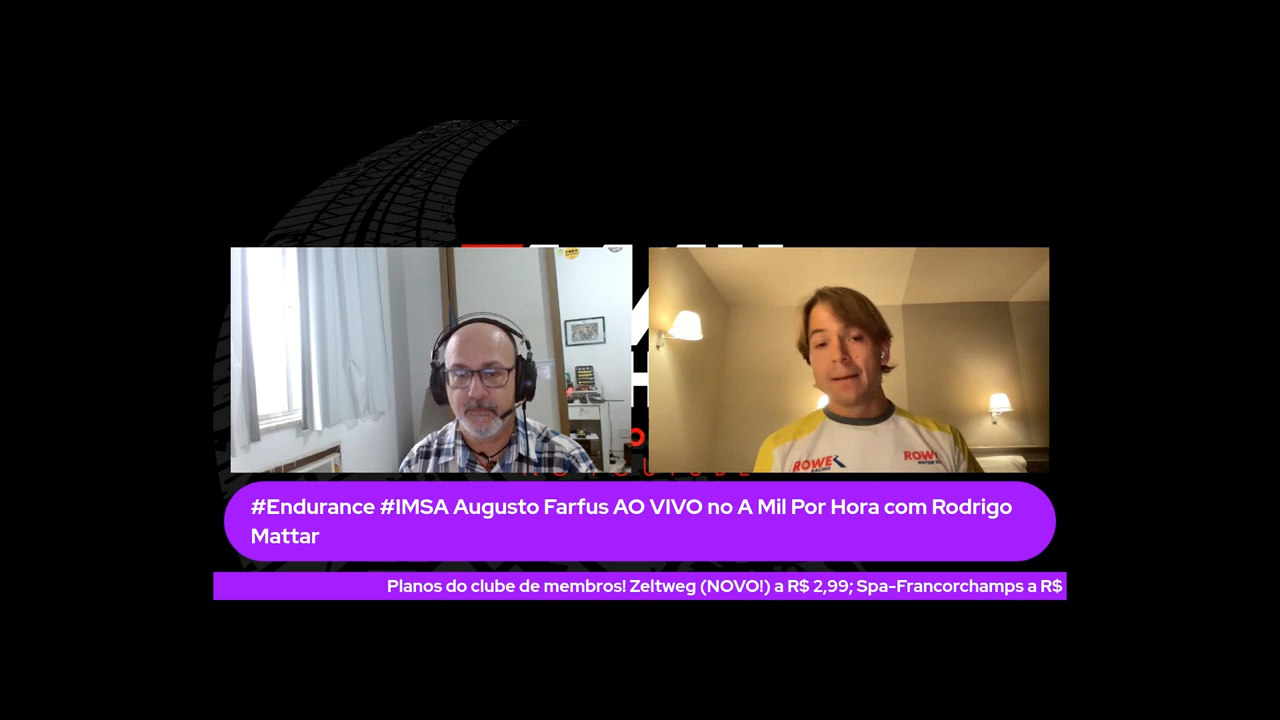 ROWE
RACING
ROWE
#Endurance #IMSA Augusto Farfus AO VIVO no A Mil Por Hora com Rodrigo
Mattar
Planos do clube de membros! Zeltweg (NOVO!) a R$ 2,99; Spa-Francorchamps a R$